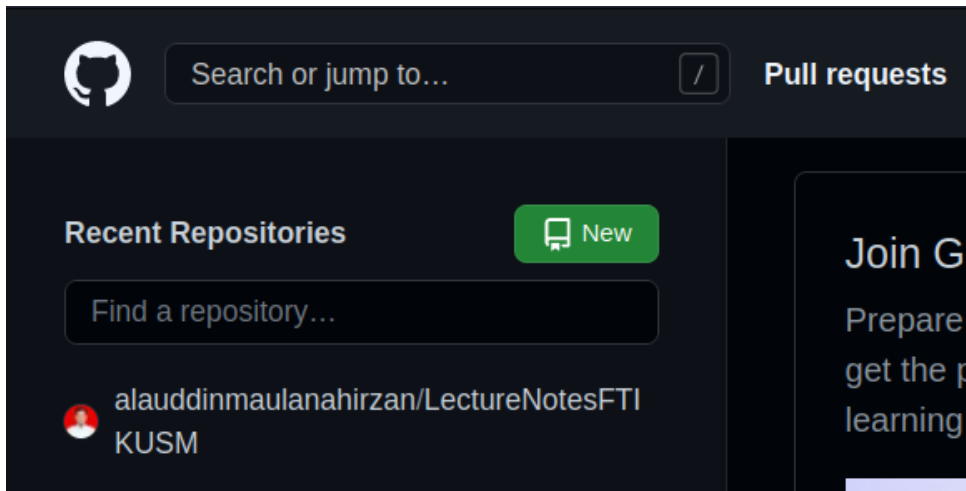 Search or jump to…
/
Pull requests
Recent Repositories
New
Find a repository…
alauddinmaulanahirzan/LectureNotesFTI
KUSM
Join G
Prepare
get the p
learning